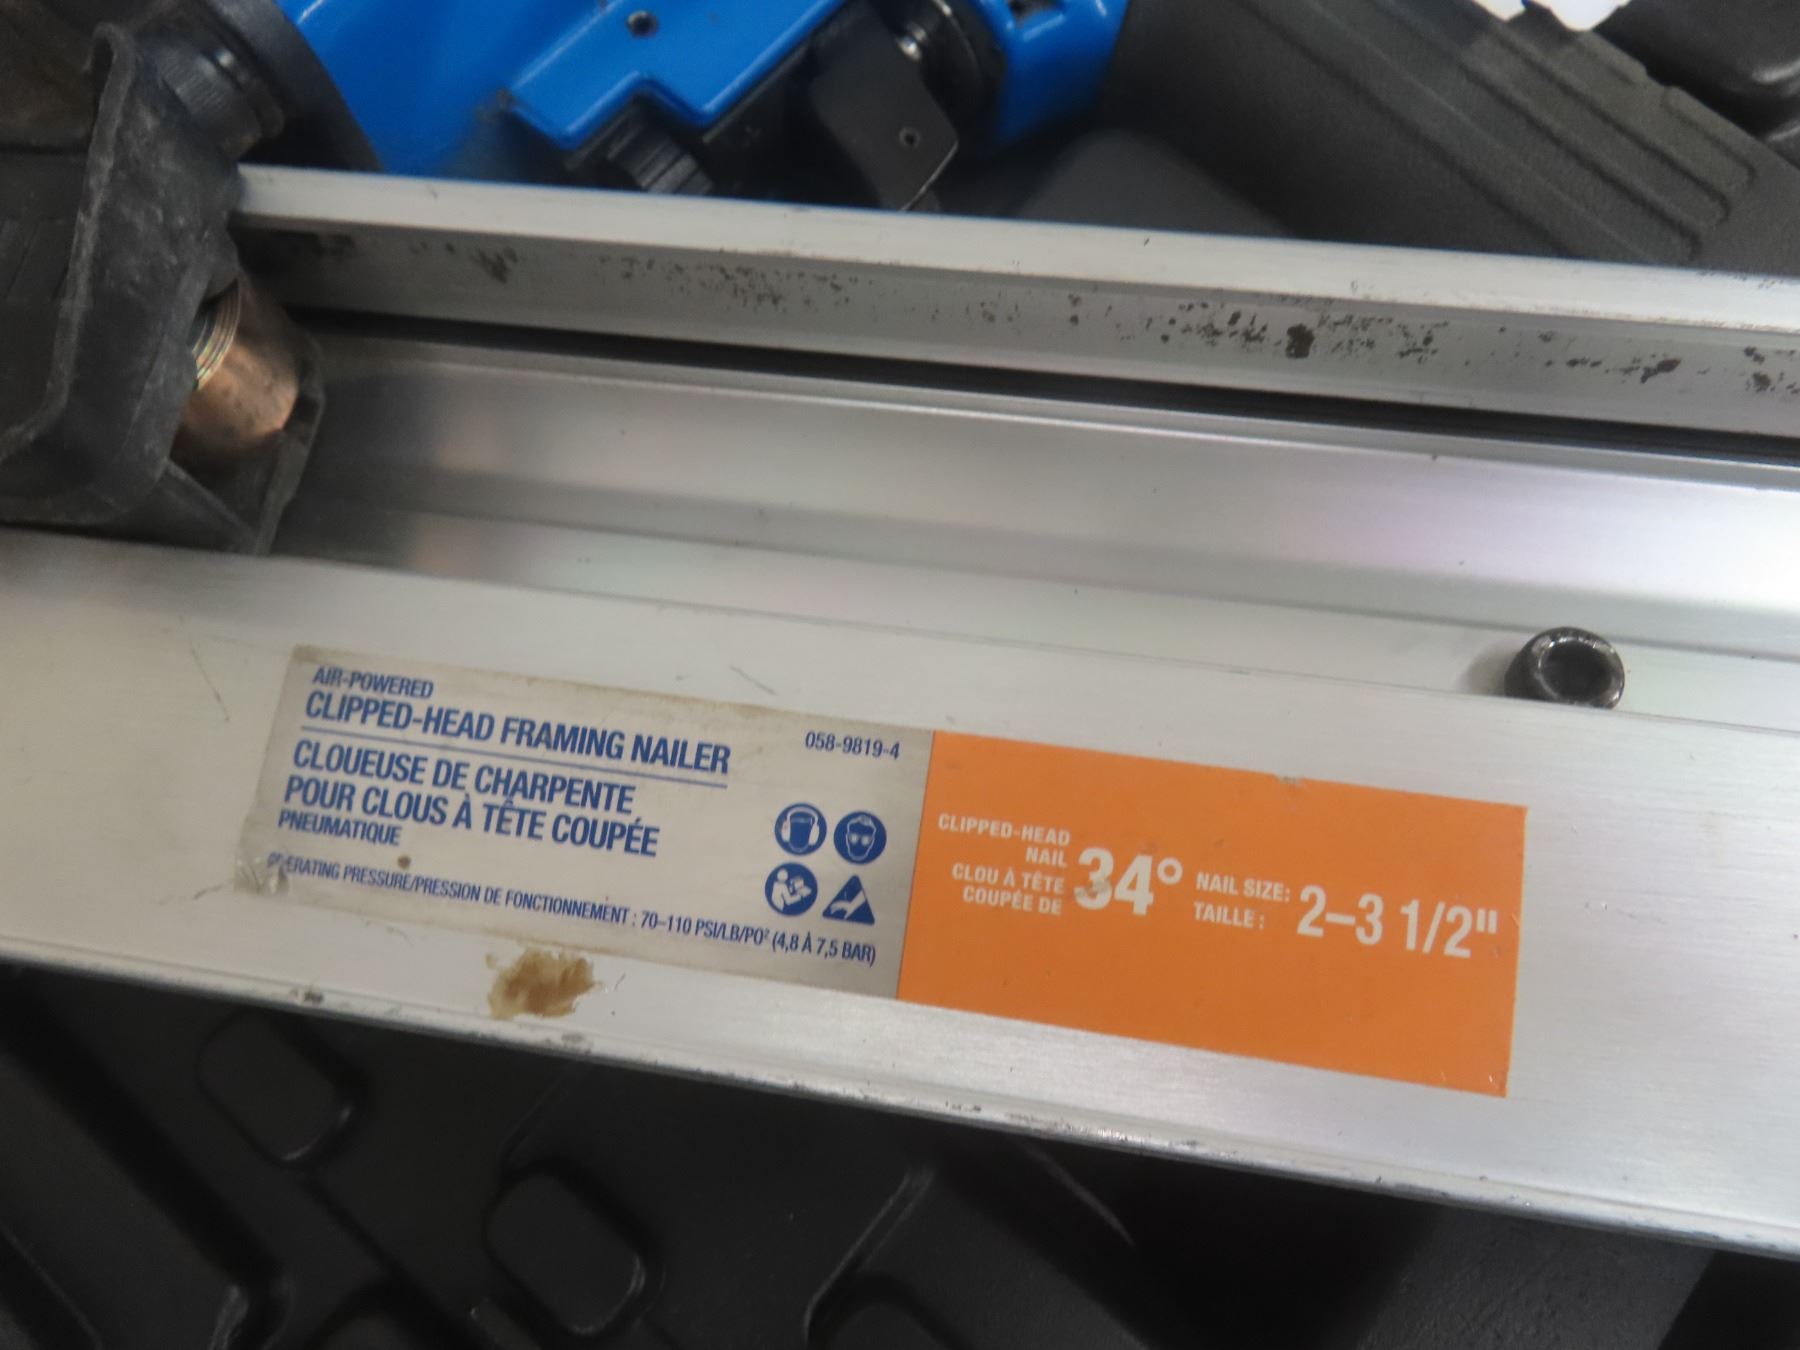 AIR-POWERED
CLIPPED-HEAD FRAMING NAILER
058-9819-4
CLOUEUSE DE CHARPENTE
POUR CLOUS À TÊTE COUPÉE
PNEUMATIQUE
OPERATING PRESSURE/PRESSION DE FONCTIONNEMENT : 70–110 PSI/LB/PO² (4,8 À 7,5 BAR)
CLIPPED-HEAD
NAIL
CLOU À TÊTE
COUPÉE DE
34°
NAIL SIZE:
TAILLE :
2–3 1/2"